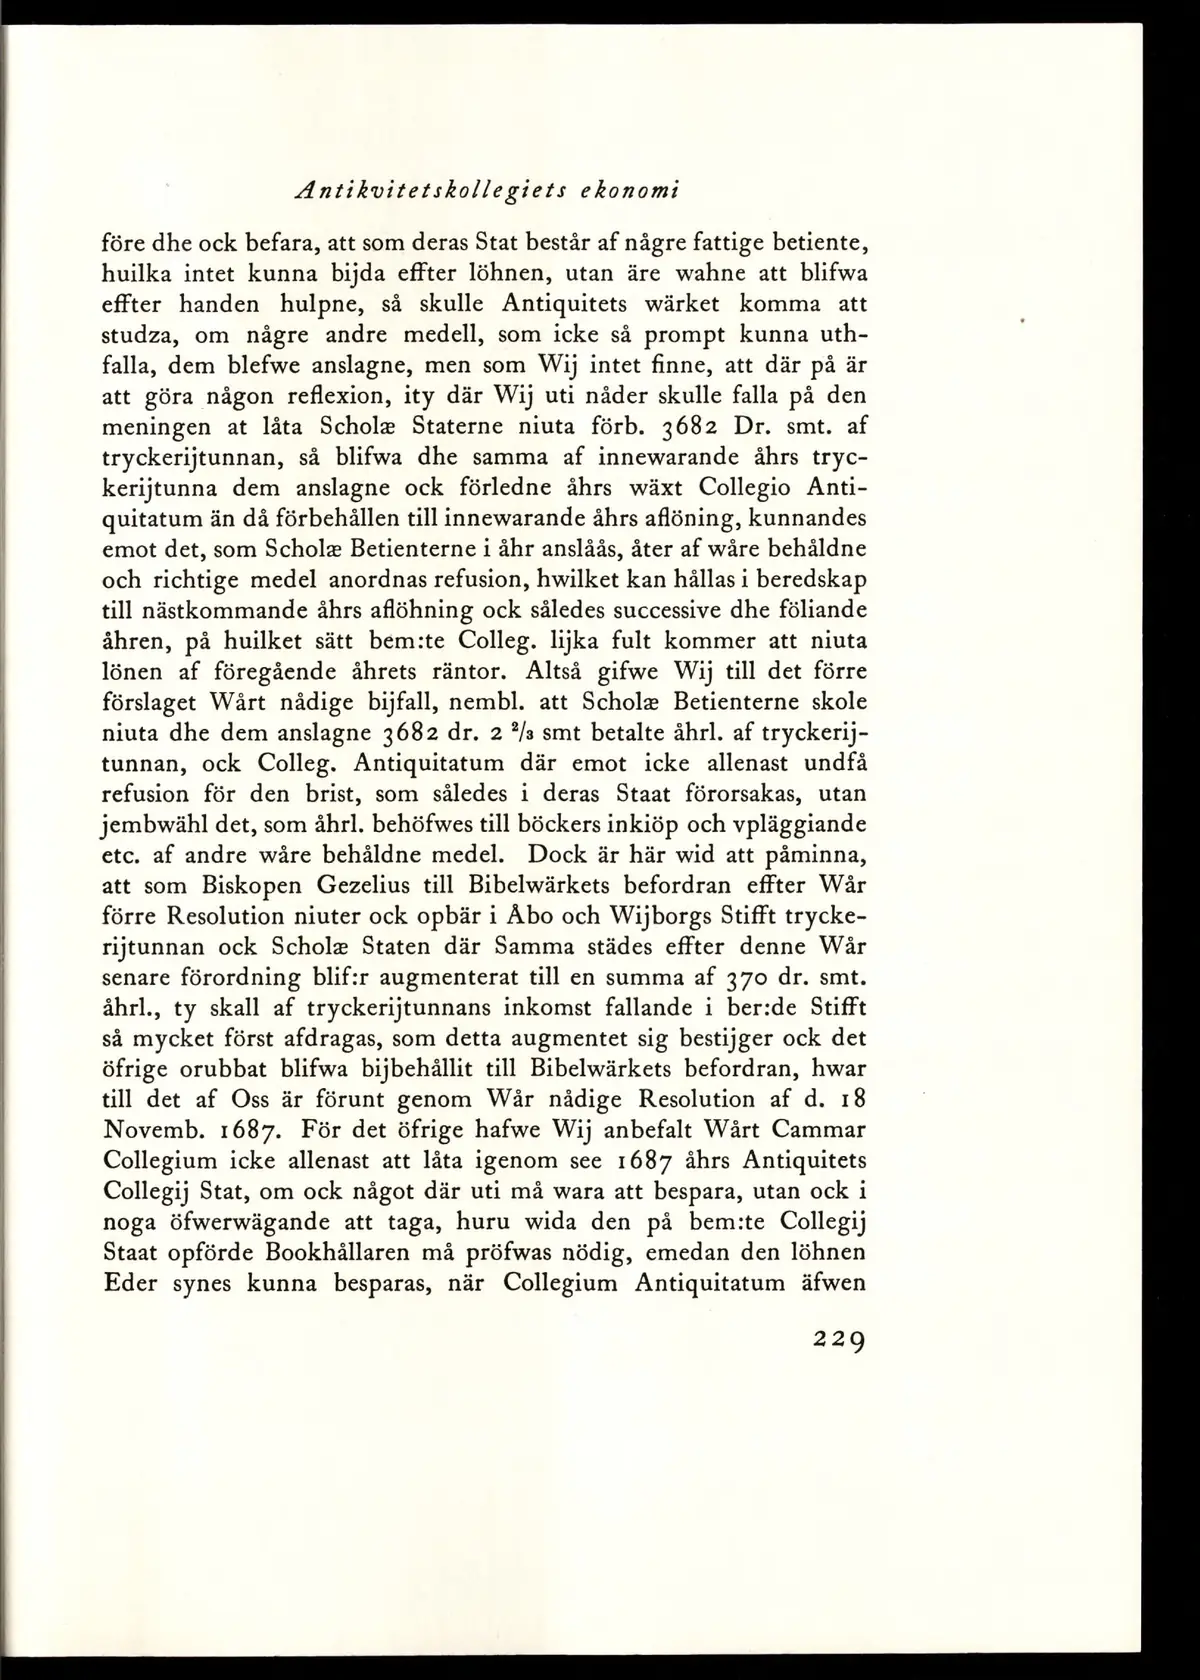 Antikvitetskollegiets ekonomi
före dhe ock befara, att som deras Stat består af någre fattige betiente,
huilka intet kunna bijda effter löhnen, utan äre wahne att blifwa
effter handen hulpne, så skulle Antiquitets wärket komma att
studza, om någre andre medell, som icke så prompt kunna uth-
falla, dem blefwe anslagne, men som Wij intet finne, att där på är
att göra någon reflexion, ity där Wij uti nåder skulle falla på den
meningen at låta Scholæ Staterne niuta förb. 3682 Dr. smt. af
tryckerijtunnan, så blifwa dhe samma af innewarande åhrs tryc-
kerijtunna dem anslagne ock förledne åhrs wäxt Collegio Anti-
quitatum än då förbehållen till innewarande åhrs aflöning, kunnandes
emot det, som Scholæ Betienterne i åhr anslåås, åter af wåre behåldne
och richtige medel anordnas refusion, hwilket kan hållas i beredskap
till nästkommande åhrs aflöhning ock således successive dhe föliande
åhren, på huilket sätt bem:te Colleg. lijka fult kommer att niuta
lönen af föregående åhrets räntor. Altså gifwe Wij till det förre
förslaget Wårt nådige bijfall, nembl. att Scholæ Betienterne skole
niuta dhe dem anslagne 3682 dr. 2 2/3 smt betalte åhrl. af tryckerij-
tunnan, ock Colleg. Antiquitatum där emot icke allenast undfå
refusion för den brist, som således i deras Staat förorsakas, utan
jembwähl det, som åhrl. behöfwes till böckers inkiöp och vpläggiande
etc. af andre wåre behåldne medel. Dock är här wid att påminna,
att som Biskopen Gezelius till Bibelwärkets befordran effter Wår
förre Resolution niuter ock opbär i Åbo och Wijborgs Stifft trycke-
rijtunnan ock Scholæ Staten där Samma städes effter denne Wår
senare förordning blif:r augmenterat till en summa af 370 dr. smt.
åhrl., ty skall af tryckerijtunnans inkomst fallande i ber:de Stifft
så mycket först afdragas, som detta augmentet sig bestijger ock det
öfrige orubbat blifwa bijbehållit till Bibelwärkets befordran, hwar
till det af Oss är förunt genom Wår nådige Resolution af d. 18
Novemb. 1687. För det öfrige hafwe Wij anbefalt Wårt Cammar
Collegium icke allenast att låta igenom see 1687 åhrs Antiquitets
Collegij Stat, om ock något där uti må wara att bespara, utan ock i
noga öfwerwägande att taga, huru wida den på bem:te Collegij
Staat opförde Bookhållaren må pröfwas nödig, emedan den löhnen
Eder synes kunna besparas, när Collegium Antiquitatum äfwen
229